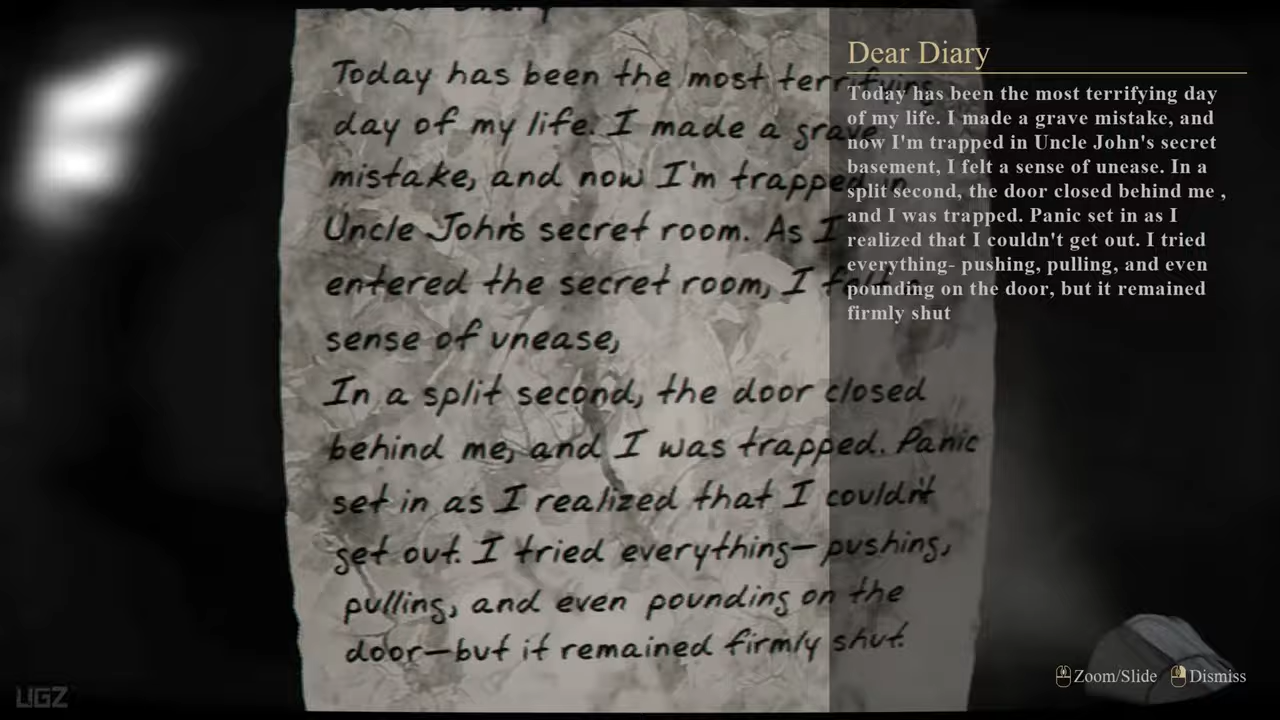 Today has been the most terrifying
day of my life. I made a grave
mistake, and now I'm trapped in
Uncle John's secret room. As I
entered the secret room, I felt a
sense of unease,
In a split second, the door closed
behind me, and I was trapped. Panic
set in as I realized that I couldn't
get out. I tried everything— pushing,
pulling, and even pounding on the
door—but it remained firmly shut.
Dear Diary
Today has been the most terrifying day
of my life. I made a grave mistake, and
now I'm trapped in Uncle John's secret
basement, I felt a sense of unease. In a
split second, the door closed behind me ,
and I was trapped. Panic set in as I
realized that I couldn't get out. I tried
everything- pushing, pulling, and even
pounding on the door, but it remained
firmly shut
Zoom/Slide Dismiss
UGZ